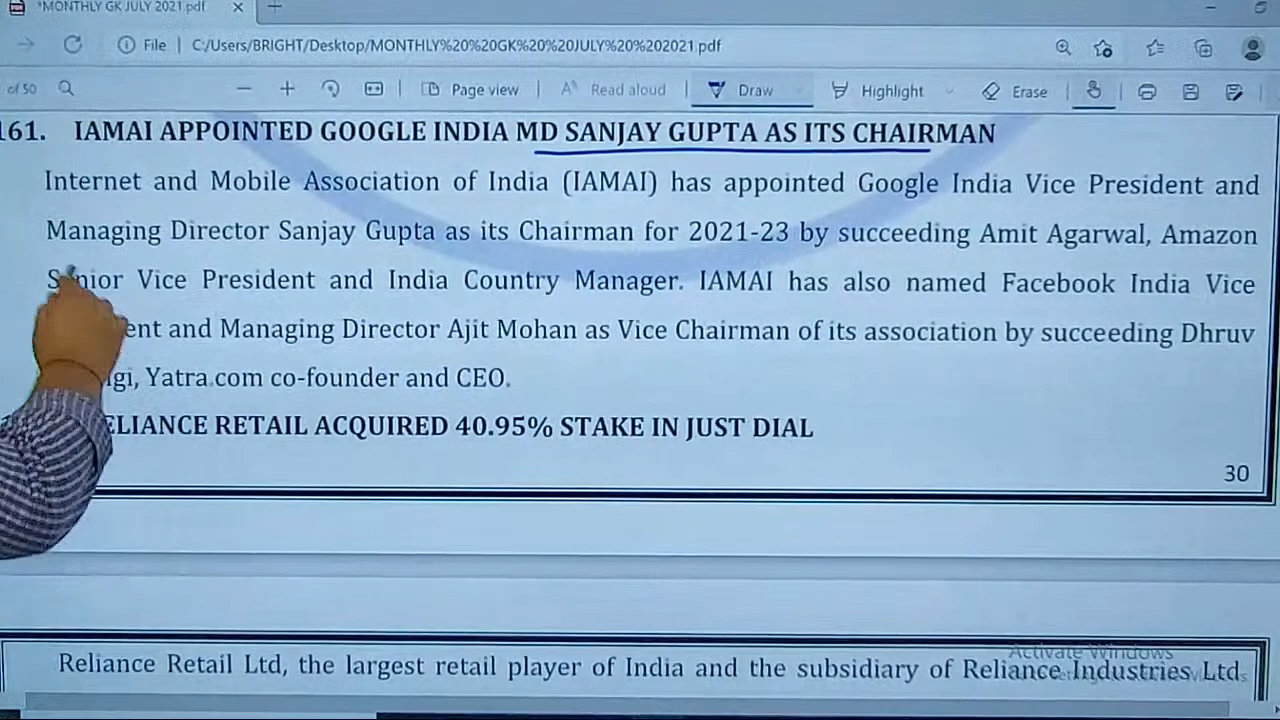 *MONTHLY GK JULY 2021.pdf
File | C:/Users/BRIGHT/Desktop/MONTHLY%20%20GK%20%20JULY%20%202021.pdf
of 50 Page view Read aloud Draw Highlight Erase
161. IAMAI APPOINTED GOOGLE INDIA MD SANJAY GUPTA AS ITS CHAIRMAN
Internet and Mobile Association of India (IAMAI) has appointed Google India Vice President and
Managing Director Sanjay Gupta as its Chairman for 2021-23 by succeeding Amit Agarwal, Amazon
Vice President and India Country Manager. IAMAI has also named Facebook India Vice
and Managing Director Ajit Mohan as Vice Chairman of its association by succeeding Dhruv
Yatra.com co-founder and CEO.
RETAIL ACQUIRED 40.95% STAKE IN JUST DIAL
30
Reliance Retail Ltd, the largest retail player of India and the subsidiary of Reliance Industries Ltd.
Activate Windows